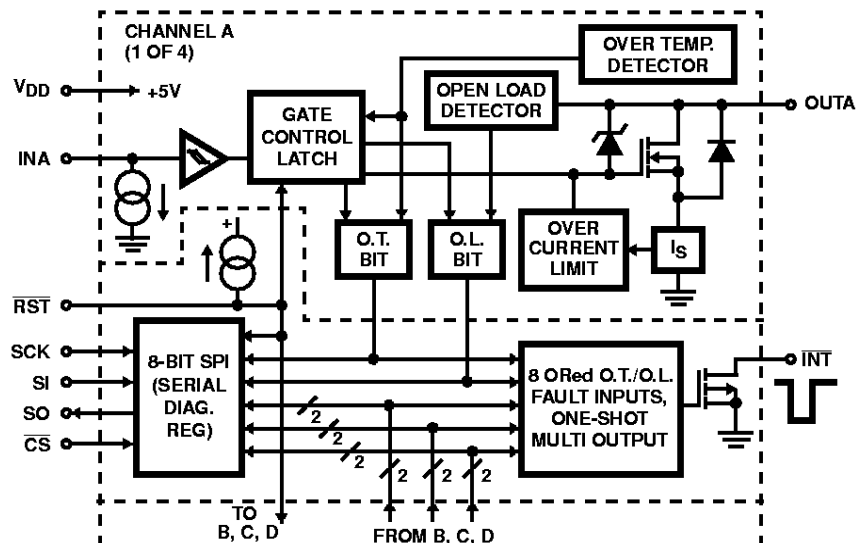 CHANNEL A
(1 OF 4)
OVER TEMP.
DETECTOR
VDD
+5V
OPEN LOAD
DETECTOR
OUTA
GATE
CONTROL
LATCH
INA
+
O.T.
BIT
O.L.
BIT
OVER
CURRENT
LIMIT
IS
RST
SCK
SI
SO
CS
8-BIT SPI
(SERIAL
DIAG.
REG)
8 ORed O.T./O.L.
FAULT INPUTS,
ONE-SHOT
MULTI OUTPUT
INT
2
2
2
2
2
2
TO
B, C, D
FROM B, C, D